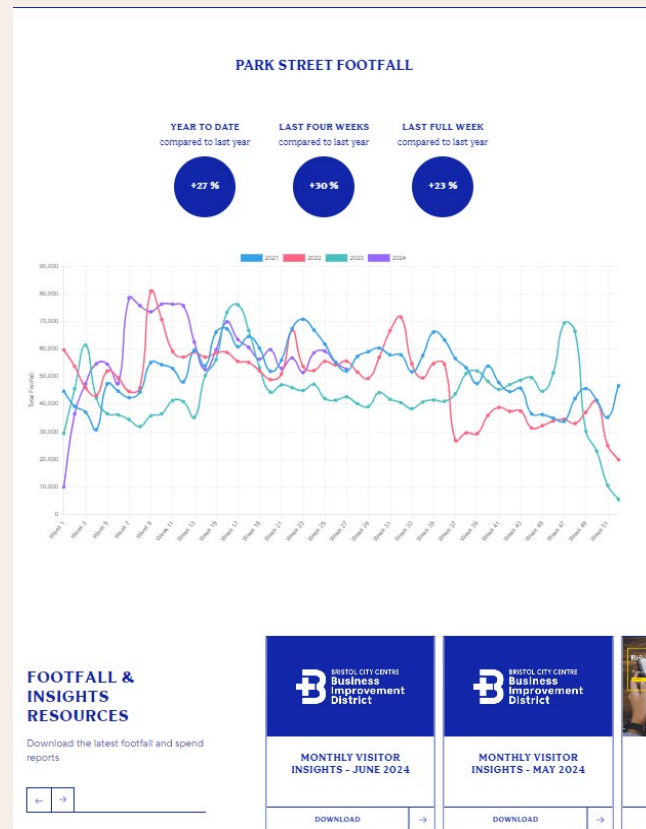 PARK STREET FOOTFALL
YEAR TO DATE
compared to last year
+27 %
LAST FOUR WEEKS
compared to last year
+30 %
LAST FULL WEEK
compared to last year
+23 %
2021 2022 2023 2024
Total Footfall
90,000
80,000
70,000
60,000
50,000
40,000
30,000
20,000
10,000
0
Week 1 Week 3 Week 5 Week 7 Week 9 Week 11 Week 13 Week 15 Week 17 Week 19 Week 21 Week 23 Week 25 Week 27 Week 29 Week 31 Week 33 Week 35 Week 37 Week 39 Week 41 Week 43 Week 45 Week 47 Week 49 Week 51
FOOTFALL &
INSIGHTS
RESOURCES
Download the latest footfall and spend
reports
BRISTOL CITY CENTRE
Business
Improvement
District
MONTHLY VISITOR
INSIGHTS - JUNE 2024
DOWNLOAD
BRISTOL CITY CENTRE
Business
Improvement
District
MONTHLY VISITOR
INSIGHTS - MAY 2024
DOWNLOAD